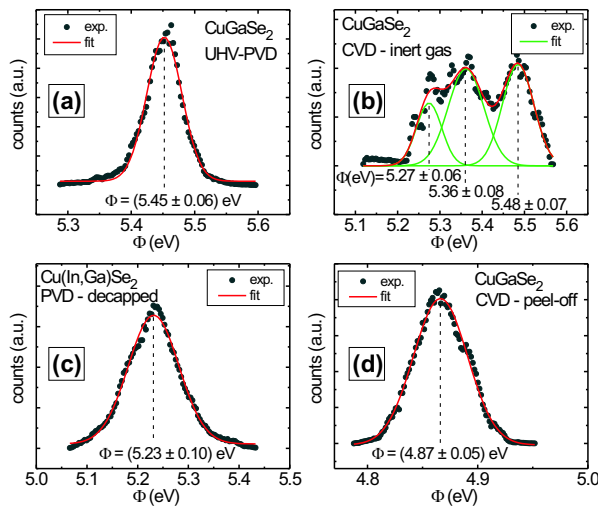 exp.
fit
CuGaSe2
UHV-PVD
(a)
counts (a.u.)
Φ = (5.45 ± 0.06) eV
5.3 5.4 5.5 5.6
Φ (eV)
CuGaSe2
CVD - inert gas
exp.
fit
(b)
counts (a.u.)
Φ(eV)= 5.27 ± 0.06
5.36 ± 0.08
5.48 ± 0.07
5.1 5.2 5.3 5.4 5.5 5.6
Φ (eV)
Cu(In,Ga)Se2
PVD - decapped
exp.
fit
(c)
counts (a.u.)
Φ = (5.23 ± 0.10) eV
5.0 5.1 5.2 5.3 5.4 5.5
Φ (eV)
exp.
fit
CuGaSe2
CVD - peel-off
(d)
counts (a.u.)
Φ = (4.87 ± 0.05) eV
4.8 4.9 5.0
Φ (eV)